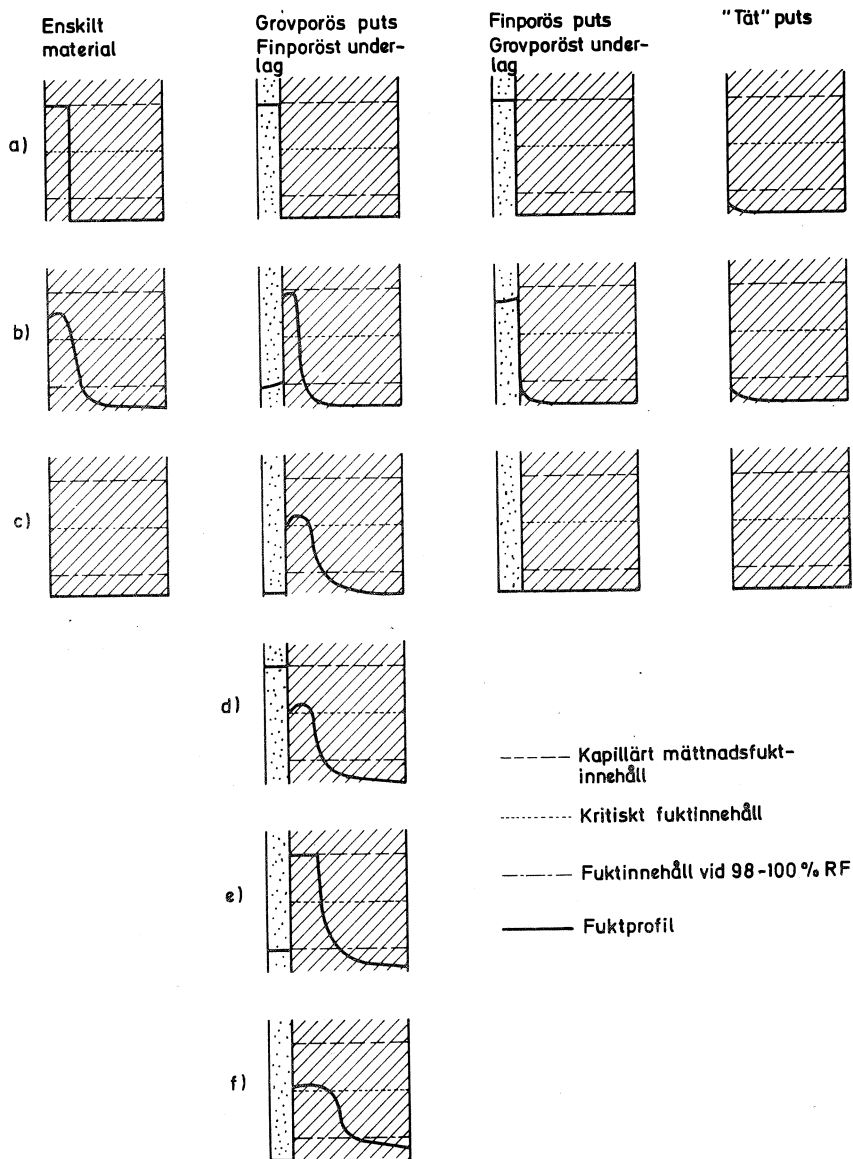 Enskilt
material
Grovporös puts
Finporöst under-
lag
Finporös puts
Grovporöst under-
lag
"Tät" puts
a)
b)
c)
d)
e)
f)
Kapillärt mättnadsfukt-
innehåll
Kritiskt fuktinnehåll
Fuktinnehåll vid 98-100 % RF
Fuktprofil